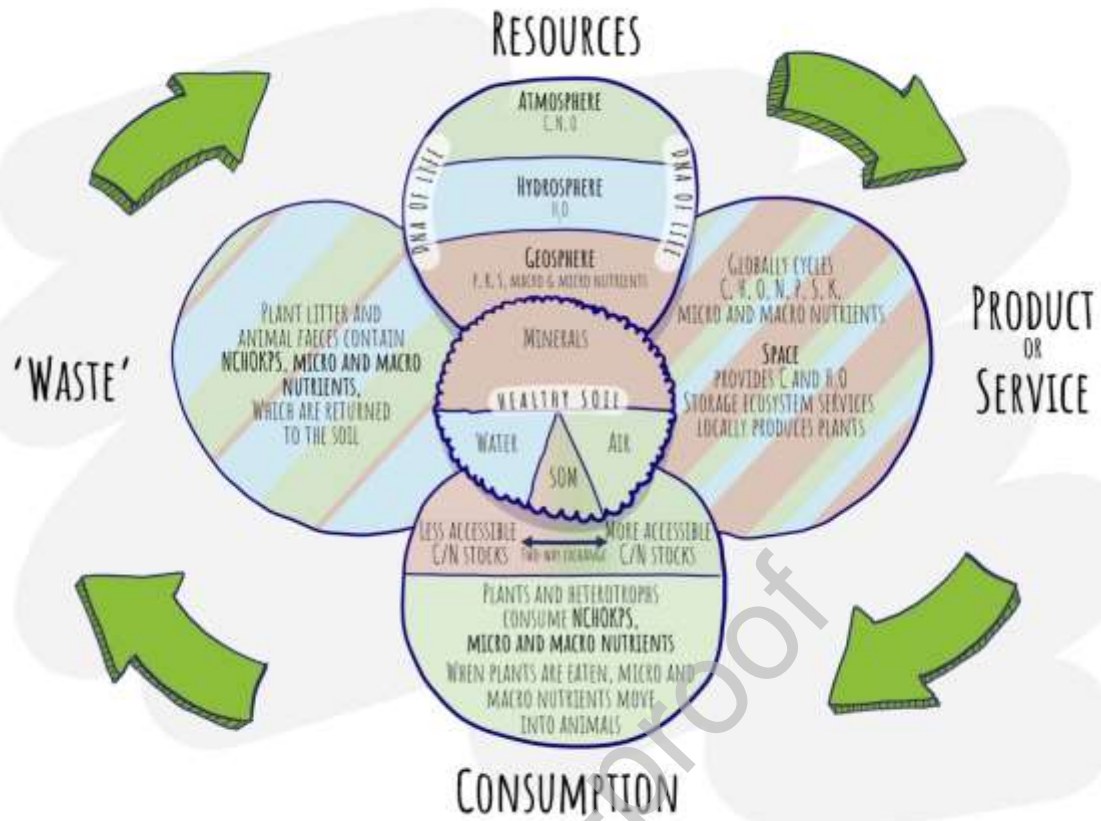 RESOURCES
ATMOSPHERE
C, N, O
DNA OF LIFE
DNA OF LIFE
HYDROSPHERE
H2O
GEOSPHERE
P, K, S, MACRO & MICRO NUTRIENTS
'WASTE'
PLANT LITTER AND
ANIMAL FAECES CONTAIN
NCHOKPS, MICRO AND MACRO
NUTRIENTS,
WHICH ARE RETURNED
TO THE SOIL
MINERALS
HEALTHY SOIL
WATER
AIR
SOM
GLOBALLY CYCLES
C, H, O, N, P, S, K,
MICRO AND MACRO NUTRIENTS
SPACE
PROVIDES C AND H2O
STORAGE ECOSYSTEM SERVICES
LOCALLY PRODUCES PLANTS
PRODUCT
OR
SERVICE
LESS ACCESSIBLE
C/N STOCKS
TWO-WAY EXCHANGE
MORE ACCESSIBLE
C/N STOCKS
PLANTS AND HETEROTROPHS
CONSUME NCHOKPS,
MICRO AND MACRO NUTRIENTS
WHEN PLANTS ARE EATEN, MICRO AND
MACRO NUTRIENTS MOVE
INTO ANIMALS
CONSUMPTION
proof